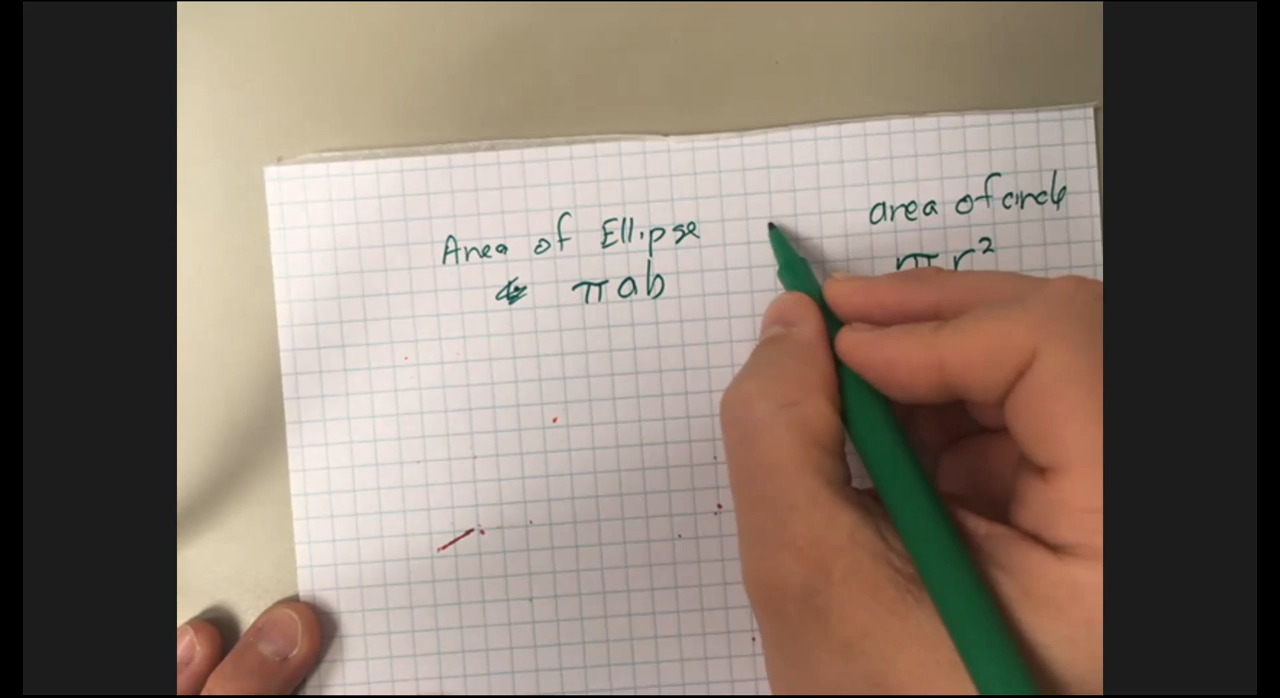 Area of Ellipse
πab
area of circle
πr²